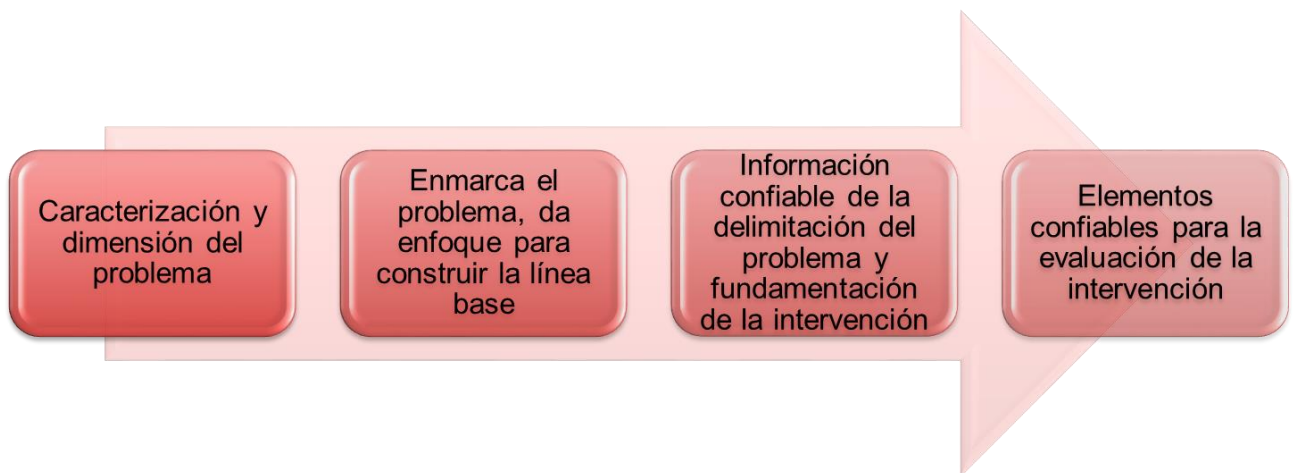 Caracterización y
dimensión del
problema
Enmarca el
problema, da
enfoque para
construir la línea
base
Información
confiable de la
delimitación del
problema y
fundamentación
de la intervención
Elementos
confiables para la
evaluación de la
intervención